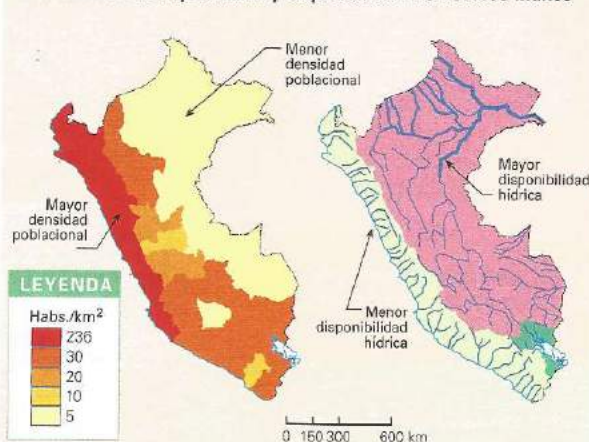 Menor
densidad
poblacional
Mayor
densidad
poblacional
LEYENDA
Habs./km²
236
30
20
10
5
Mayor
disponibilidad
hídrica
Menor
disponibilidad
hídrica
0 150 300 600 km